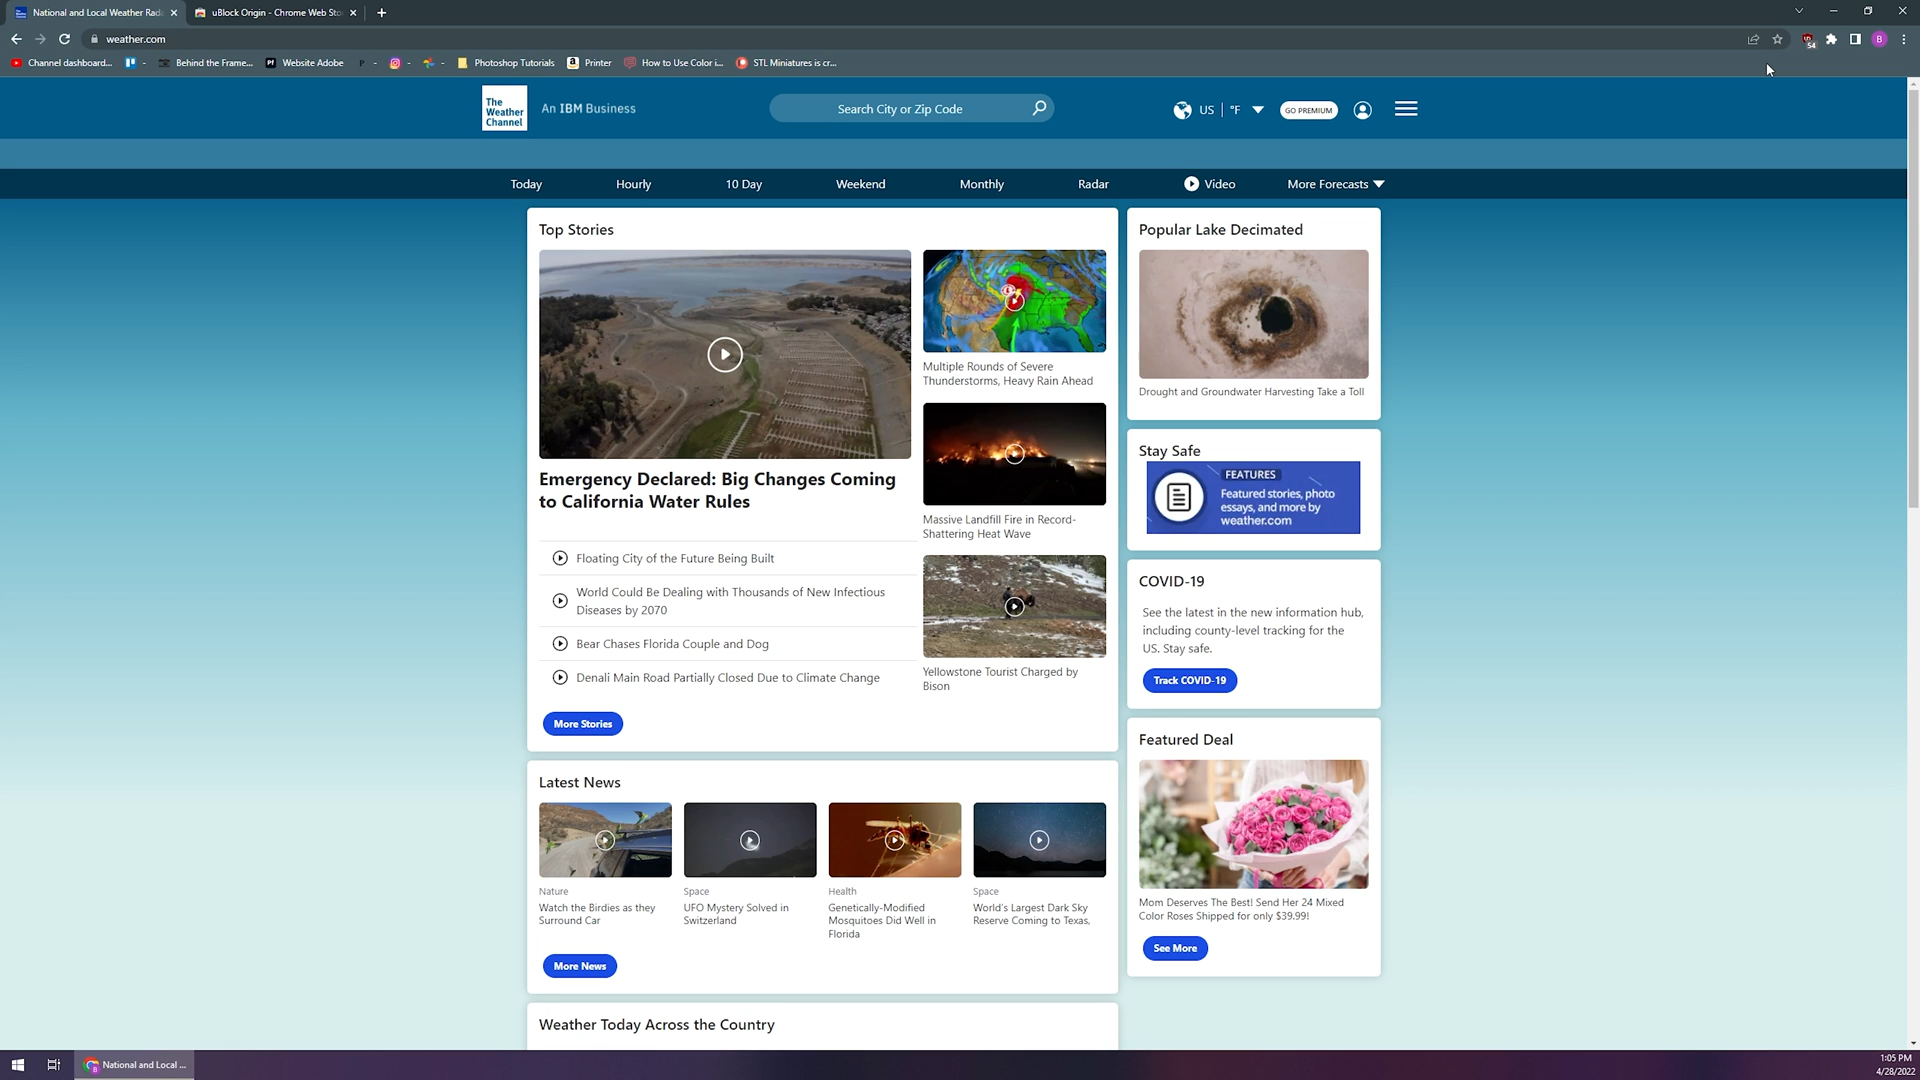 National and Local Weather Rad
uBlock Origin - Chrome Web Sto
weather.com
54
B
Channel dashboard...
-
Behind the Frame...
Website Adobe
P -
-
-
Photoshop Tutorials
Printer
How to Use Color i...
STL Miniatures is cr...
The
Weather
Channel
An IBM Business
Search City or Zip Code
US | °F
GO PREMIUM
Today
Hourly
10 Day
Weekend
Monthly
Radar
Video
More Forecasts
Top Stories
Emergency Declared: Big Changes Coming
to California Water Rules
Floating City of the Future Being Built
World Could Be Dealing with Thousands of New Infectious
Diseases by 2070
Bear Chases Florida Couple and Dog
Denali Main Road Partially Closed Due to Climate Change
More Stories
Multiple Rounds of Severe
Thunderstorms, Heavy Rain Ahead
Massive Landfill Fire in Record-
Shattering Heat Wave
Yellowstone Tourist Charged by
Bison
Popular Lake Decimated
Drought and Groundwater Harvesting Take a Toll
Stay Safe
FEATURES
Featured stories, photo
essays, and more by
weather.com
COVID-19
See the latest in the new information hub,
including county-level tracking for the
US. Stay safe.
Track COVID-19
Featured Deal
Mom Deserves The Best! Send Her 24 Mixed
Color Roses Shipped for only $39.99!
See More
Latest News
Nature
Watch the Birdies as they
Surround Car
Space
UFO Mystery Solved in
Switzerland
Health
Genetically-Modified
Mosquitoes Did Well in
Florida
Space
World's Largest Dark Sky
Reserve Coming to Texas,
More News
Weather Today Across the Country
National and Local ...
1:05 PM
4/28/2022